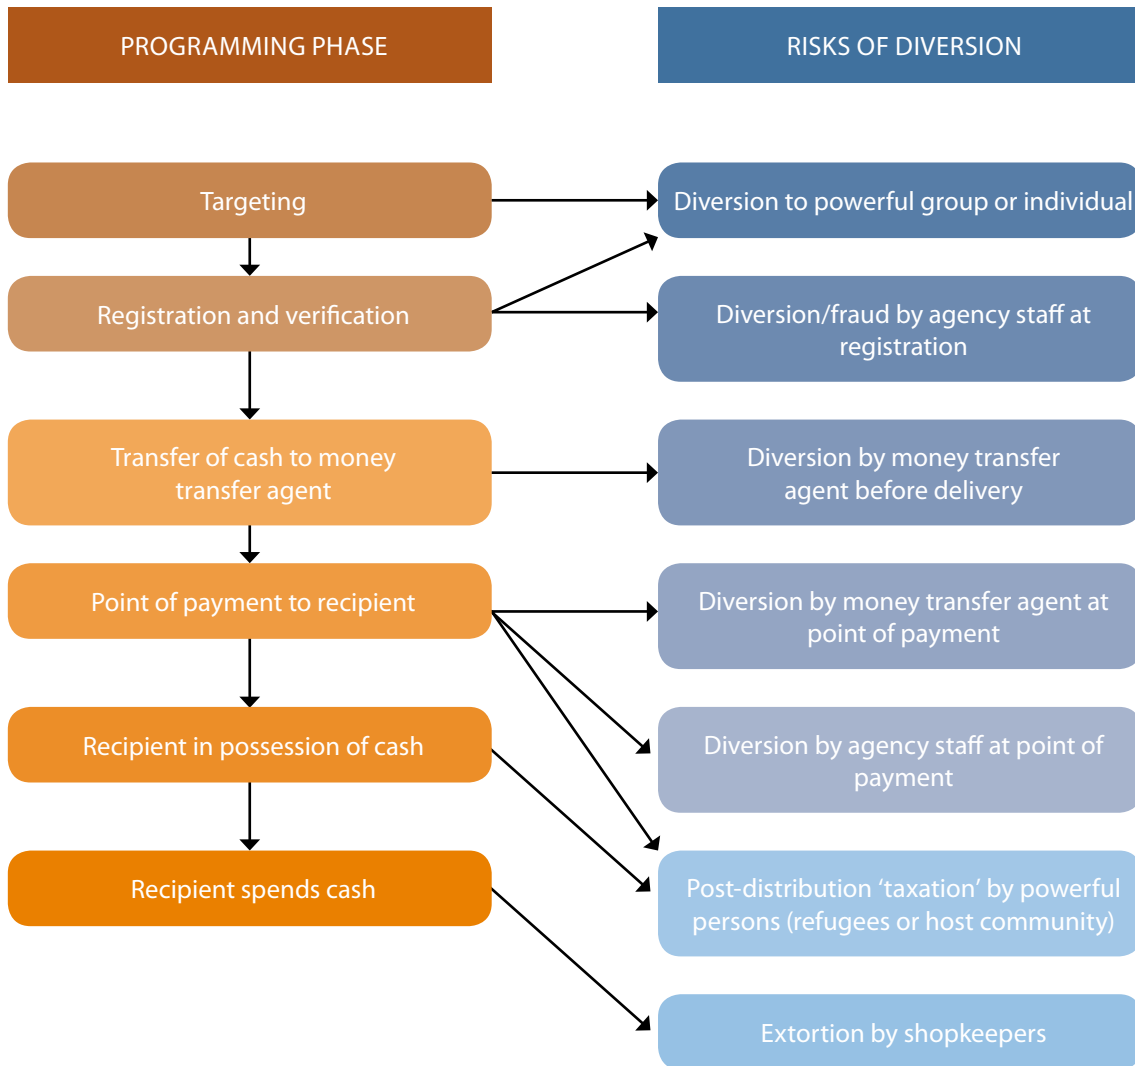 PROGRAMMING PHASE
RISKS OF DIVERSION
Targeting
Diversion to powerful group or individual
Registration and verification
Diversion/fraud by agency staff at
registration
Transfer of cash to money
transfer agent
Diversion by money transfer
agent before delivery
Point of payment to recipient
Diversion by money transfer agent at
point of payment
Recipient in possession of cash
Diversion by agency staff at point of
payment
Recipient spends cash
Post-distribution ‘taxation’ by powerful
persons (refugees or host community)
Extortion by shopkeepers